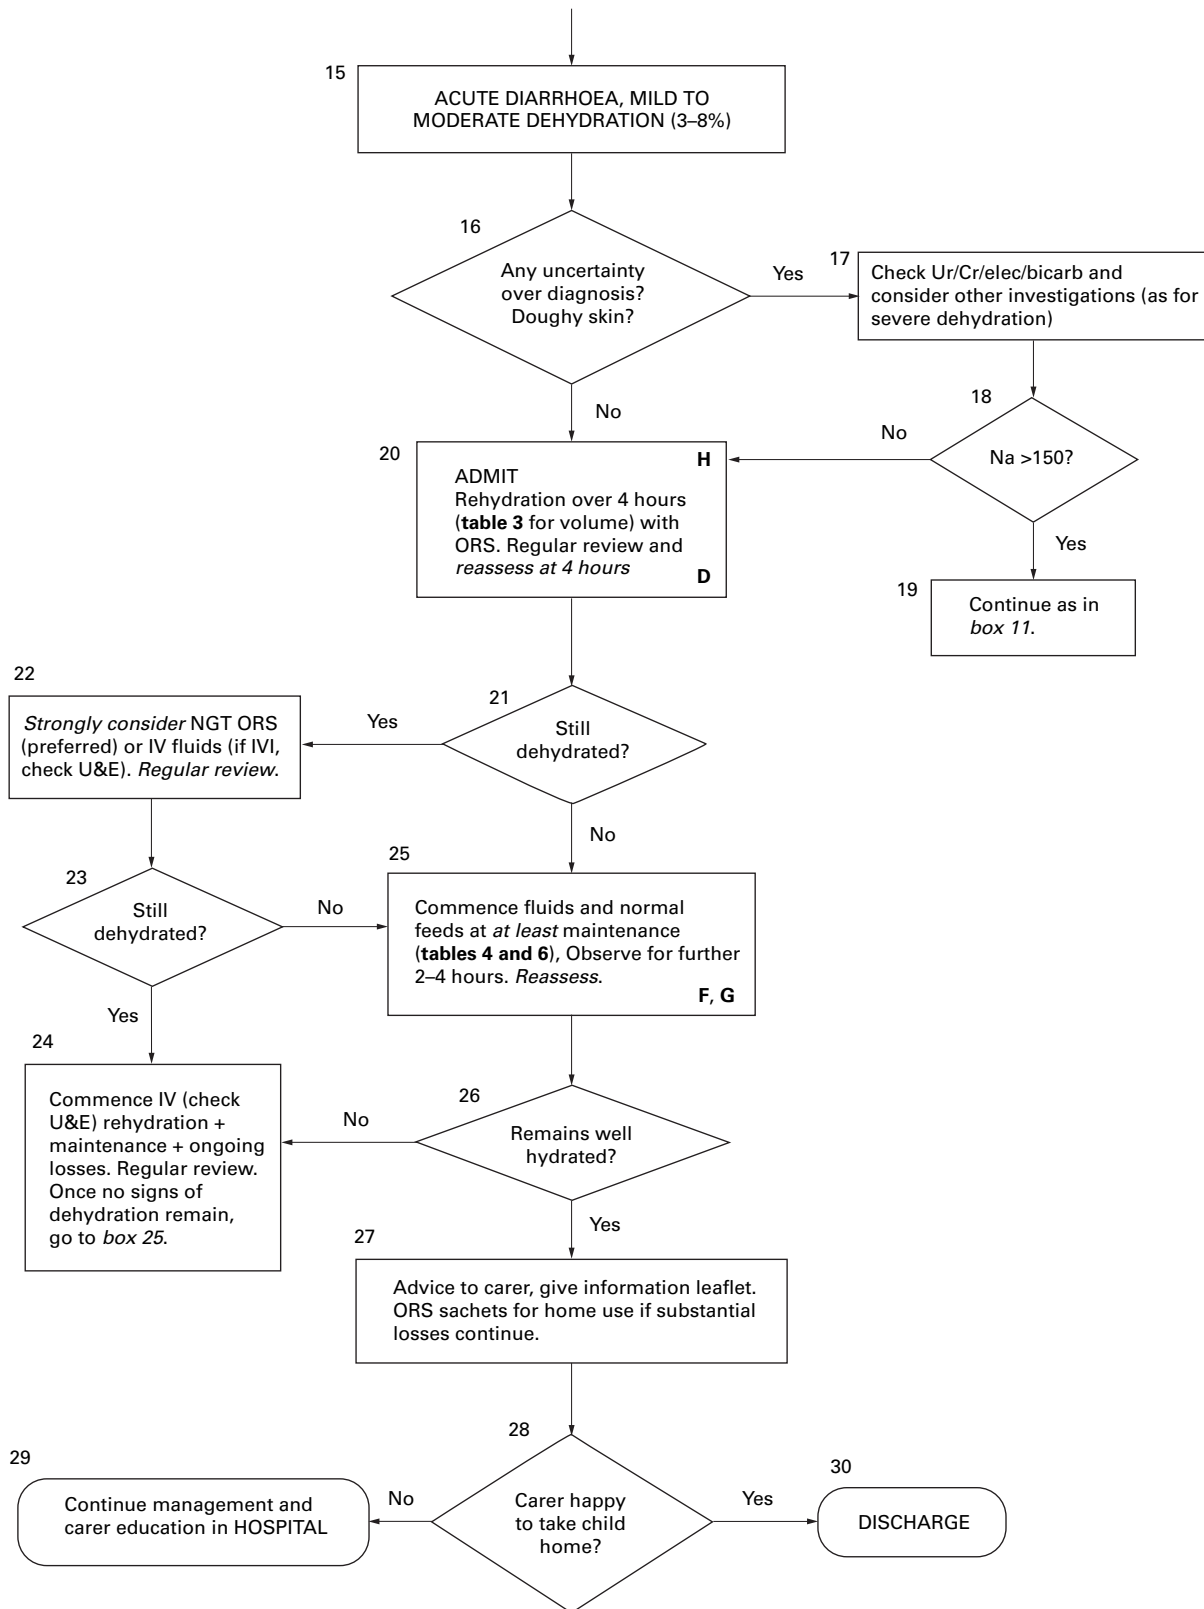 15
ACUTE DIARRHOEA, MILD TO
MODERATE DEHYDRATION (3–8%)
16
Any uncertainty
over diagnosis?
Doughy skin?
Yes
17
Check Ur/Cr/elec/bicarb and
consider other investigations (as for
severe dehydration)
No
18
Na >150?
No
Yes
19
Continue as in
box 11.
20
H
ADMIT
Rehydration over 4 hours
(table 3 for volume) with
ORS. Regular review and
reassess at 4 hours
D
21
Still
dehydrated?
Yes
No
22
Strongly consider NGT ORS
(preferred) or IV fluids (if IVI,
check U&E). Regular review.
23
Still
dehydrated?
No
Yes
24
Commence IV (check
U&E) rehydration +
maintenance + ongoing
losses. Regular review.
Once no signs of
dehydration remain,
go to box 25.
25
Commence fluids and normal
feeds at at least maintenance
(tables 4 and 6), Observe for further
2–4 hours. Reassess.
F, G
26
Remains well
hydrated?
No
Yes
27
Advice to carer, give information leaflet.
ORS sachets for home use if substantial
losses continue.
28
Carer happy
to take child
home?
No
Yes
29
Continue management and
carer education in HOSPITAL
30
DISCHARGE